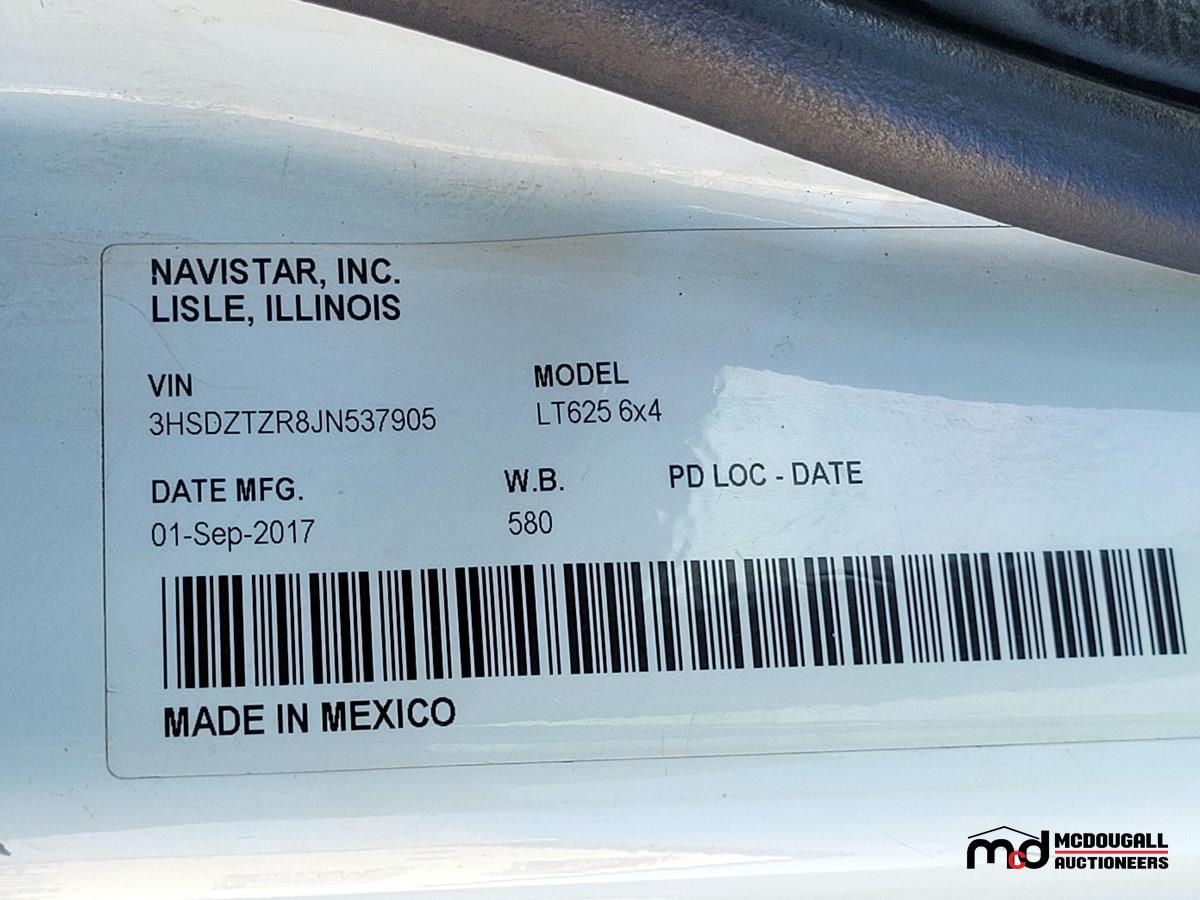 NAVISTAR, INC.
LISLE, ILLINOIS
VIN
MODEL
3HSDZTZR8JN537905
LT625 6x4
DATE MFG.
W.B.
PD LOC - DATE
01-Sep-2017
580
MADE IN MEXICO
mcd
MCDOUGALL
AUCTIONEERS